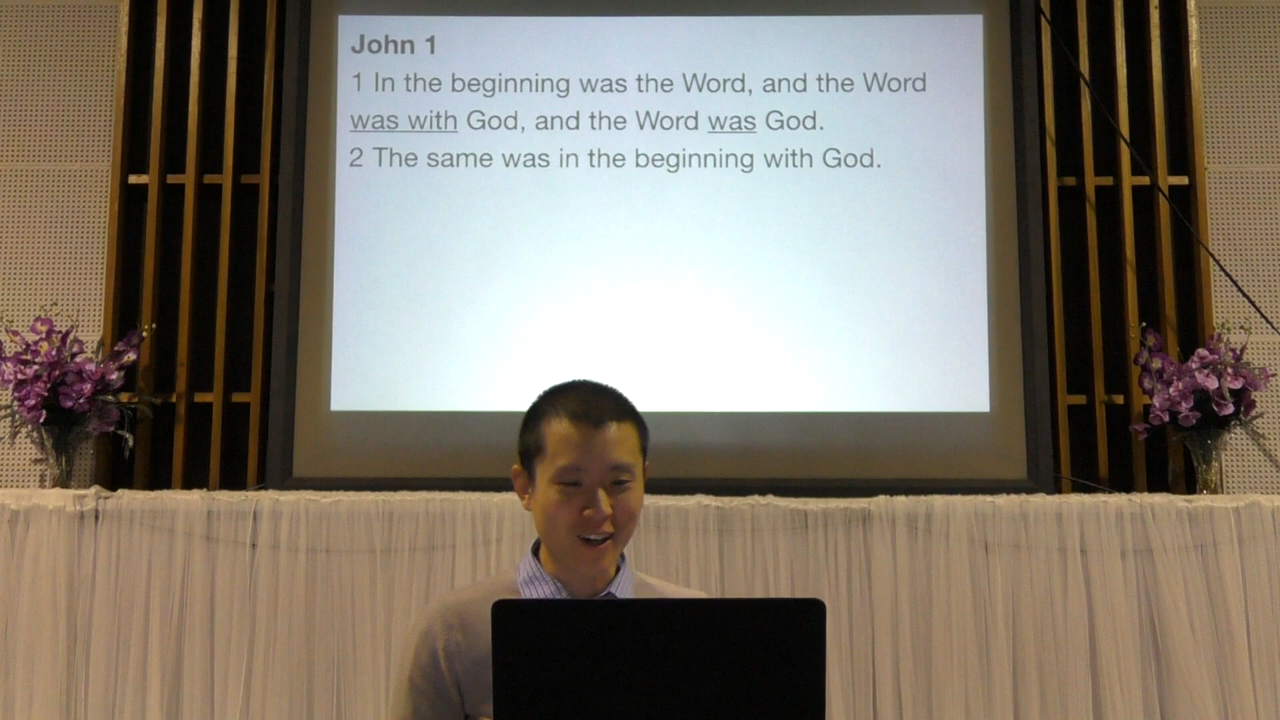 John 1
1 In the beginning was the Word, and the Word
was with God, and the Word was God.
2 The same was in the beginning with God.